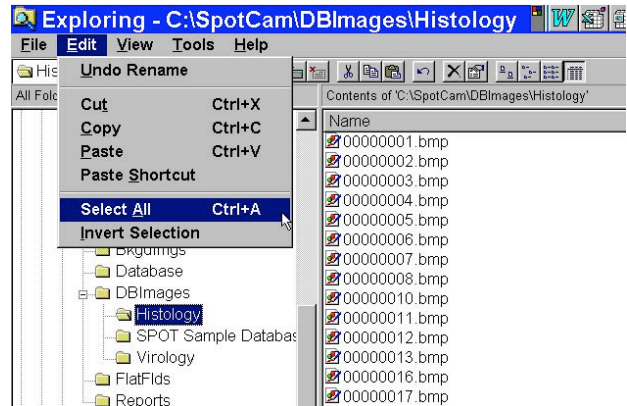 Exploring - C:\SpotCam\DBImages\Histology
File Edit View Tools Help
His
Undo Rename
Cut Ctrl+X
Copy Ctrl+C
Paste Ctrl+V
Paste Shortcut
Select All Ctrl+A
Invert Selection
All Fold
BkgdImgs
Database
DBImages
Histology
SPOT Sample Databas
Virology
FlatFlds
Reports
Contents of 'C:\SpotCam\DBImages\Histology'
Name
00000001.bmp
00000002.bmp
00000003.bmp
00000004.bmp
00000005.bmp
00000006.bmp
00000007.bmp
00000008.bmp
00000010.bmp
00000011.bmp
00000012.bmp
00000013.bmp
00000016.bmp
00000017.bmp